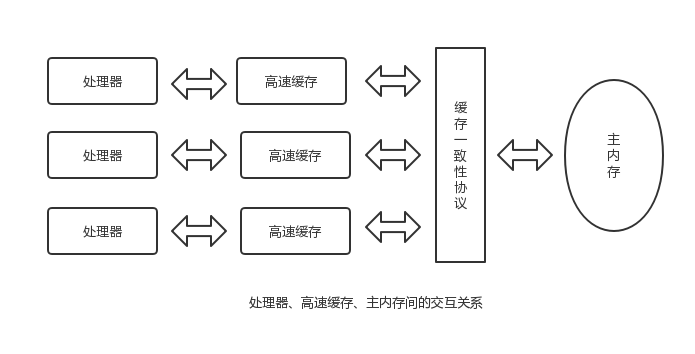 处理器
高速缓存
处理器
高速缓存
处理器
高速缓存
缓存一致性协议
主内存
处理器、高速缓存、主内存间的交互关系